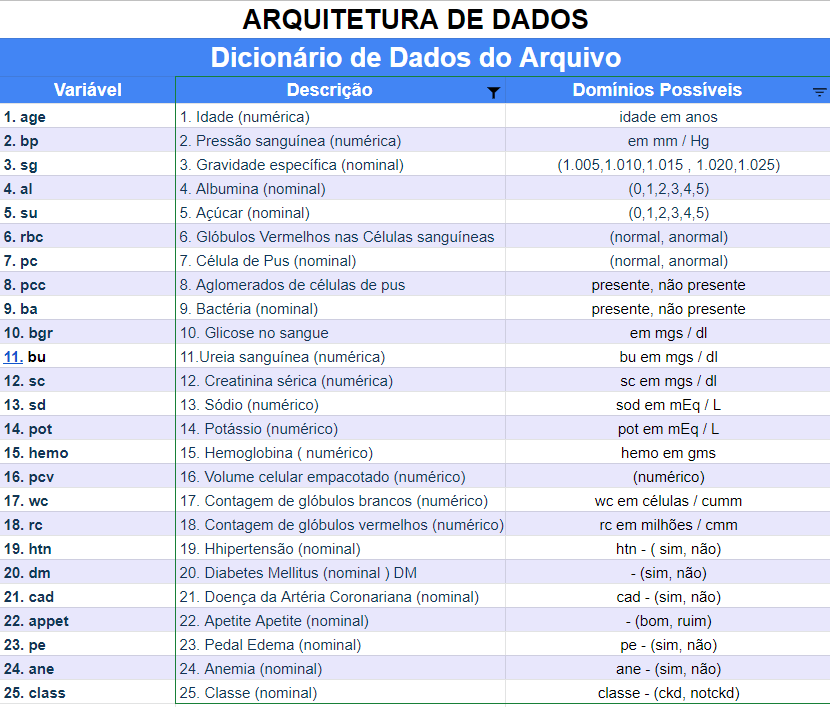 ARQUITETURA DE DADOS
Dicionário de Dados do Arquivo
Variável Descrição Domínios Possíveis
1. age 1. Idade (numérica) idade em anos
2. bp 2. Pressão sanguínea (numérica) em mm / Hg
3. sg 3. Gravidade específica (nominal) (1.005,1.010,1.015 , 1.020,1.025)
4. al 4. Albumina (nominal) (0,1,2,3,4,5)
5. su 5. Açúcar (nominal) (0,1,2,3,4,5)
6. rbc 6. Glóbulos Vermelhos nas Células sanguíneas (normal, anormal)
7. pc 7. Célula de Pus (nominal) (normal, anormal)
8. pcc 8. Aglomerados de células de pus presente, não presente
9. ba 9. Bactéria (nominal) presente, não presente
10. bgr 10. Glicose no sangue em mgs / dl
11. bu 11.Ureia sanguínea (numérica) bu em mgs / dl
12. sc 12. Creatinina sérica (numérica) sc em mgs / dl
13. sd 13. Sódio (numérico) sod em mEq / L
14. pot 14. Potássio (numérico) pot em mEq / L
15. hemo 15. Hemoglobina ( numérico) hemo em gms
16. pcv 16. Volume celular empacotado (numérico) (numérico)
17. wc 17. Contagem de glóbulos brancos (numérico) wc em células / cumm
18. rc 18. Contagem de glóbulos vermelhos (numérico) rc em milhões / cmm
19. htn 19. Hhipertensão (nominal) htn - ( sim, não)
20. dm 20. Diabetes Mellitus (nominal ) DM - (sim, não)
21. cad 21. Doença da Artéria Coronariana (nominal) cad - (sim, não)
22. appet 22. Apetite Apetite (nominal) - (bom, ruim)
23. pe 23. Pedal Edema (nominal) pe - (sim, não)
24. ane 24. Anemia (nominal) ane - (sim, não)
25. class 25. Classe (nominal) classe - (ckd, notckd)